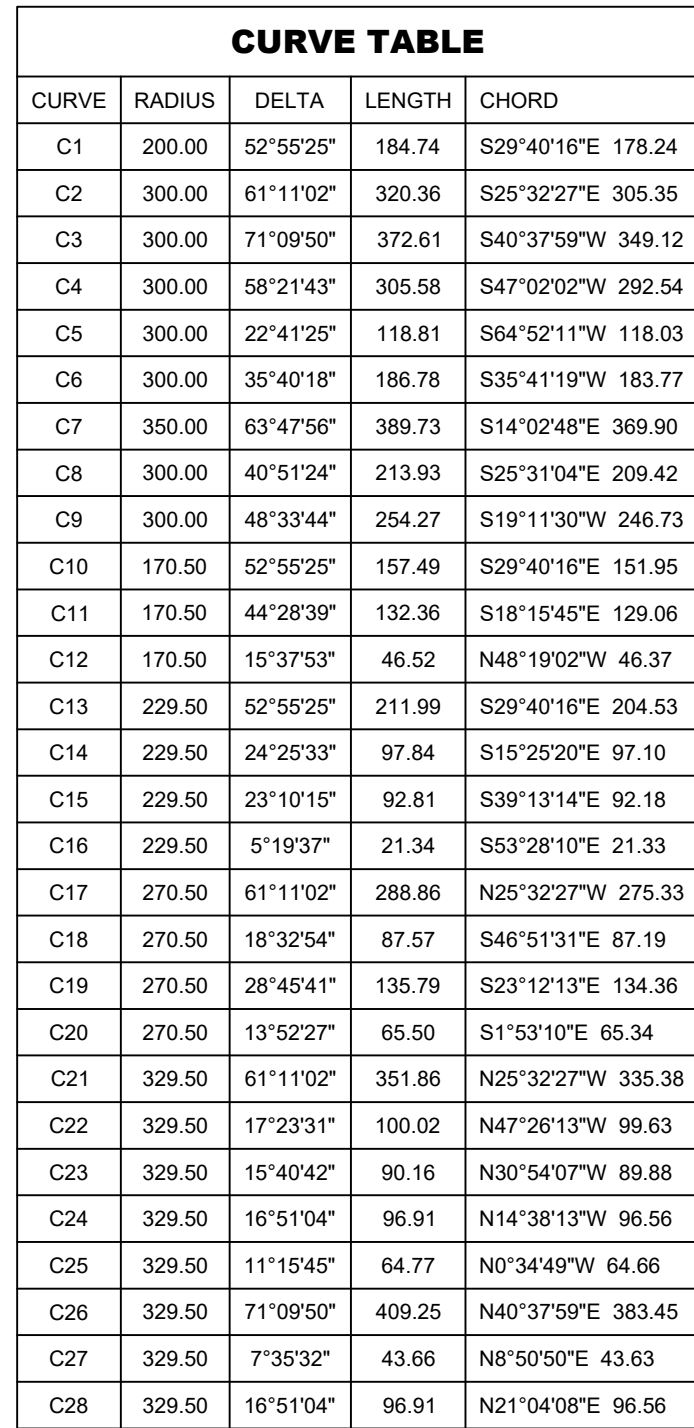 CURVE TABLE
CURVE RADIUS DELTA LENGTH CHORD
C1 200.00 52°55'25" 184.74 S29°40'16"E 178.24
C2 300.00 61°11'02" 320.36 S25°32'27"E 305.35
C3 300.00 71°09'50" 372.61 S40°37'59"W 349.12
C4 300.00 58°21'43" 305.58 S47°02'02"W 292.54
C5 300.00 22°41'25" 118.81 S64°52'11"W 118.03
C6 300.00 35°40'18" 186.78 S35°41'19"W 183.77
C7 350.00 63°47'56" 389.73 S14°02'48"E 369.90
C8 300.00 40°51'24" 213.93 S25°31'04"E 209.42
C9 300.00 48°33'44" 254.27 S19°11'30"W 246.73
C10 170.50 52°55'25" 157.49 S29°40'16"E 151.95
C11 170.50 44°28'39" 132.36 S18°15'45"E 129.06
C12 170.50 15°37'53" 46.52 N48°19'02"W 46.37
C13 229.50 52°55'25" 211.99 S29°40'16"E 204.53
C14 229.50 24°25'33" 97.84 S15°25'20"E 97.10
C15 229.50 23°10'15" 92.81 S39°13'14"E 92.18
C16 229.50 5°19'37" 21.34 S53°28'10"E 21.33
C17 270.50 61°11'02" 288.86 N25°32'27"W 275.33
C18 270.50 18°32'54" 87.57 S46°51'31"E 87.19
C19 270.50 28°45'41" 135.79 S23°12'13"E 134.36
C20 270.50 13°52'27" 65.50 S1°53'10"E 65.34
C21 329.50 61°11'02" 351.86 N25°32'27"W 335.38
C22 329.50 17°23'31" 100.02 N47°26'13"W 99.63
C23 329.50 15°40'42" 90.16 N30°54'07"W 89.88
C24 329.50 16°51'04" 96.91 N14°38'13"W 96.56
C25 329.50 11°15'45" 64.77 N0°34'49"W 64.66
C26 329.50 71°09'50" 409.25 N40°37'59"E 383.45
C27 329.50 7°35'32" 43.66 N8°50'50"E 43.63
C28 329.50 16°51'04" 96.91 N21°04'08"E 96.56